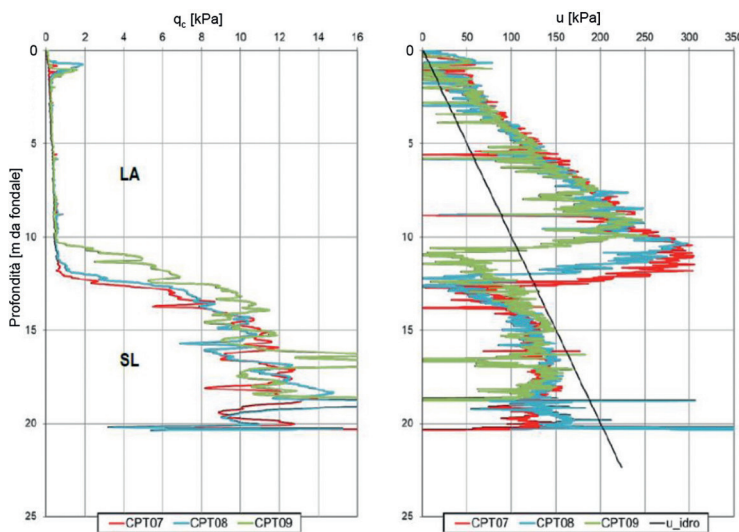 q_c [kPa]
0 2 4 6 8 10 12 14 16
Profondità [m da fondale]
0
5
10
15
20
25
LA
SL
CPT07 CPT08 CPT09
u [kPa]
0 50 100 150 200 250 300 350
0
5
10
15
20
25
CPT07 CPT08 CPT09 u_idro